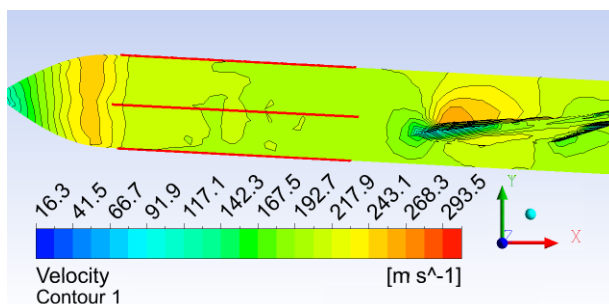 16.3 41.5 66.7 91.9 117.1 142.3 167.5 192.7 217.9 243.1 268.3 293.5
Velocity [m s^-1]
Contour 1
Y
Z X